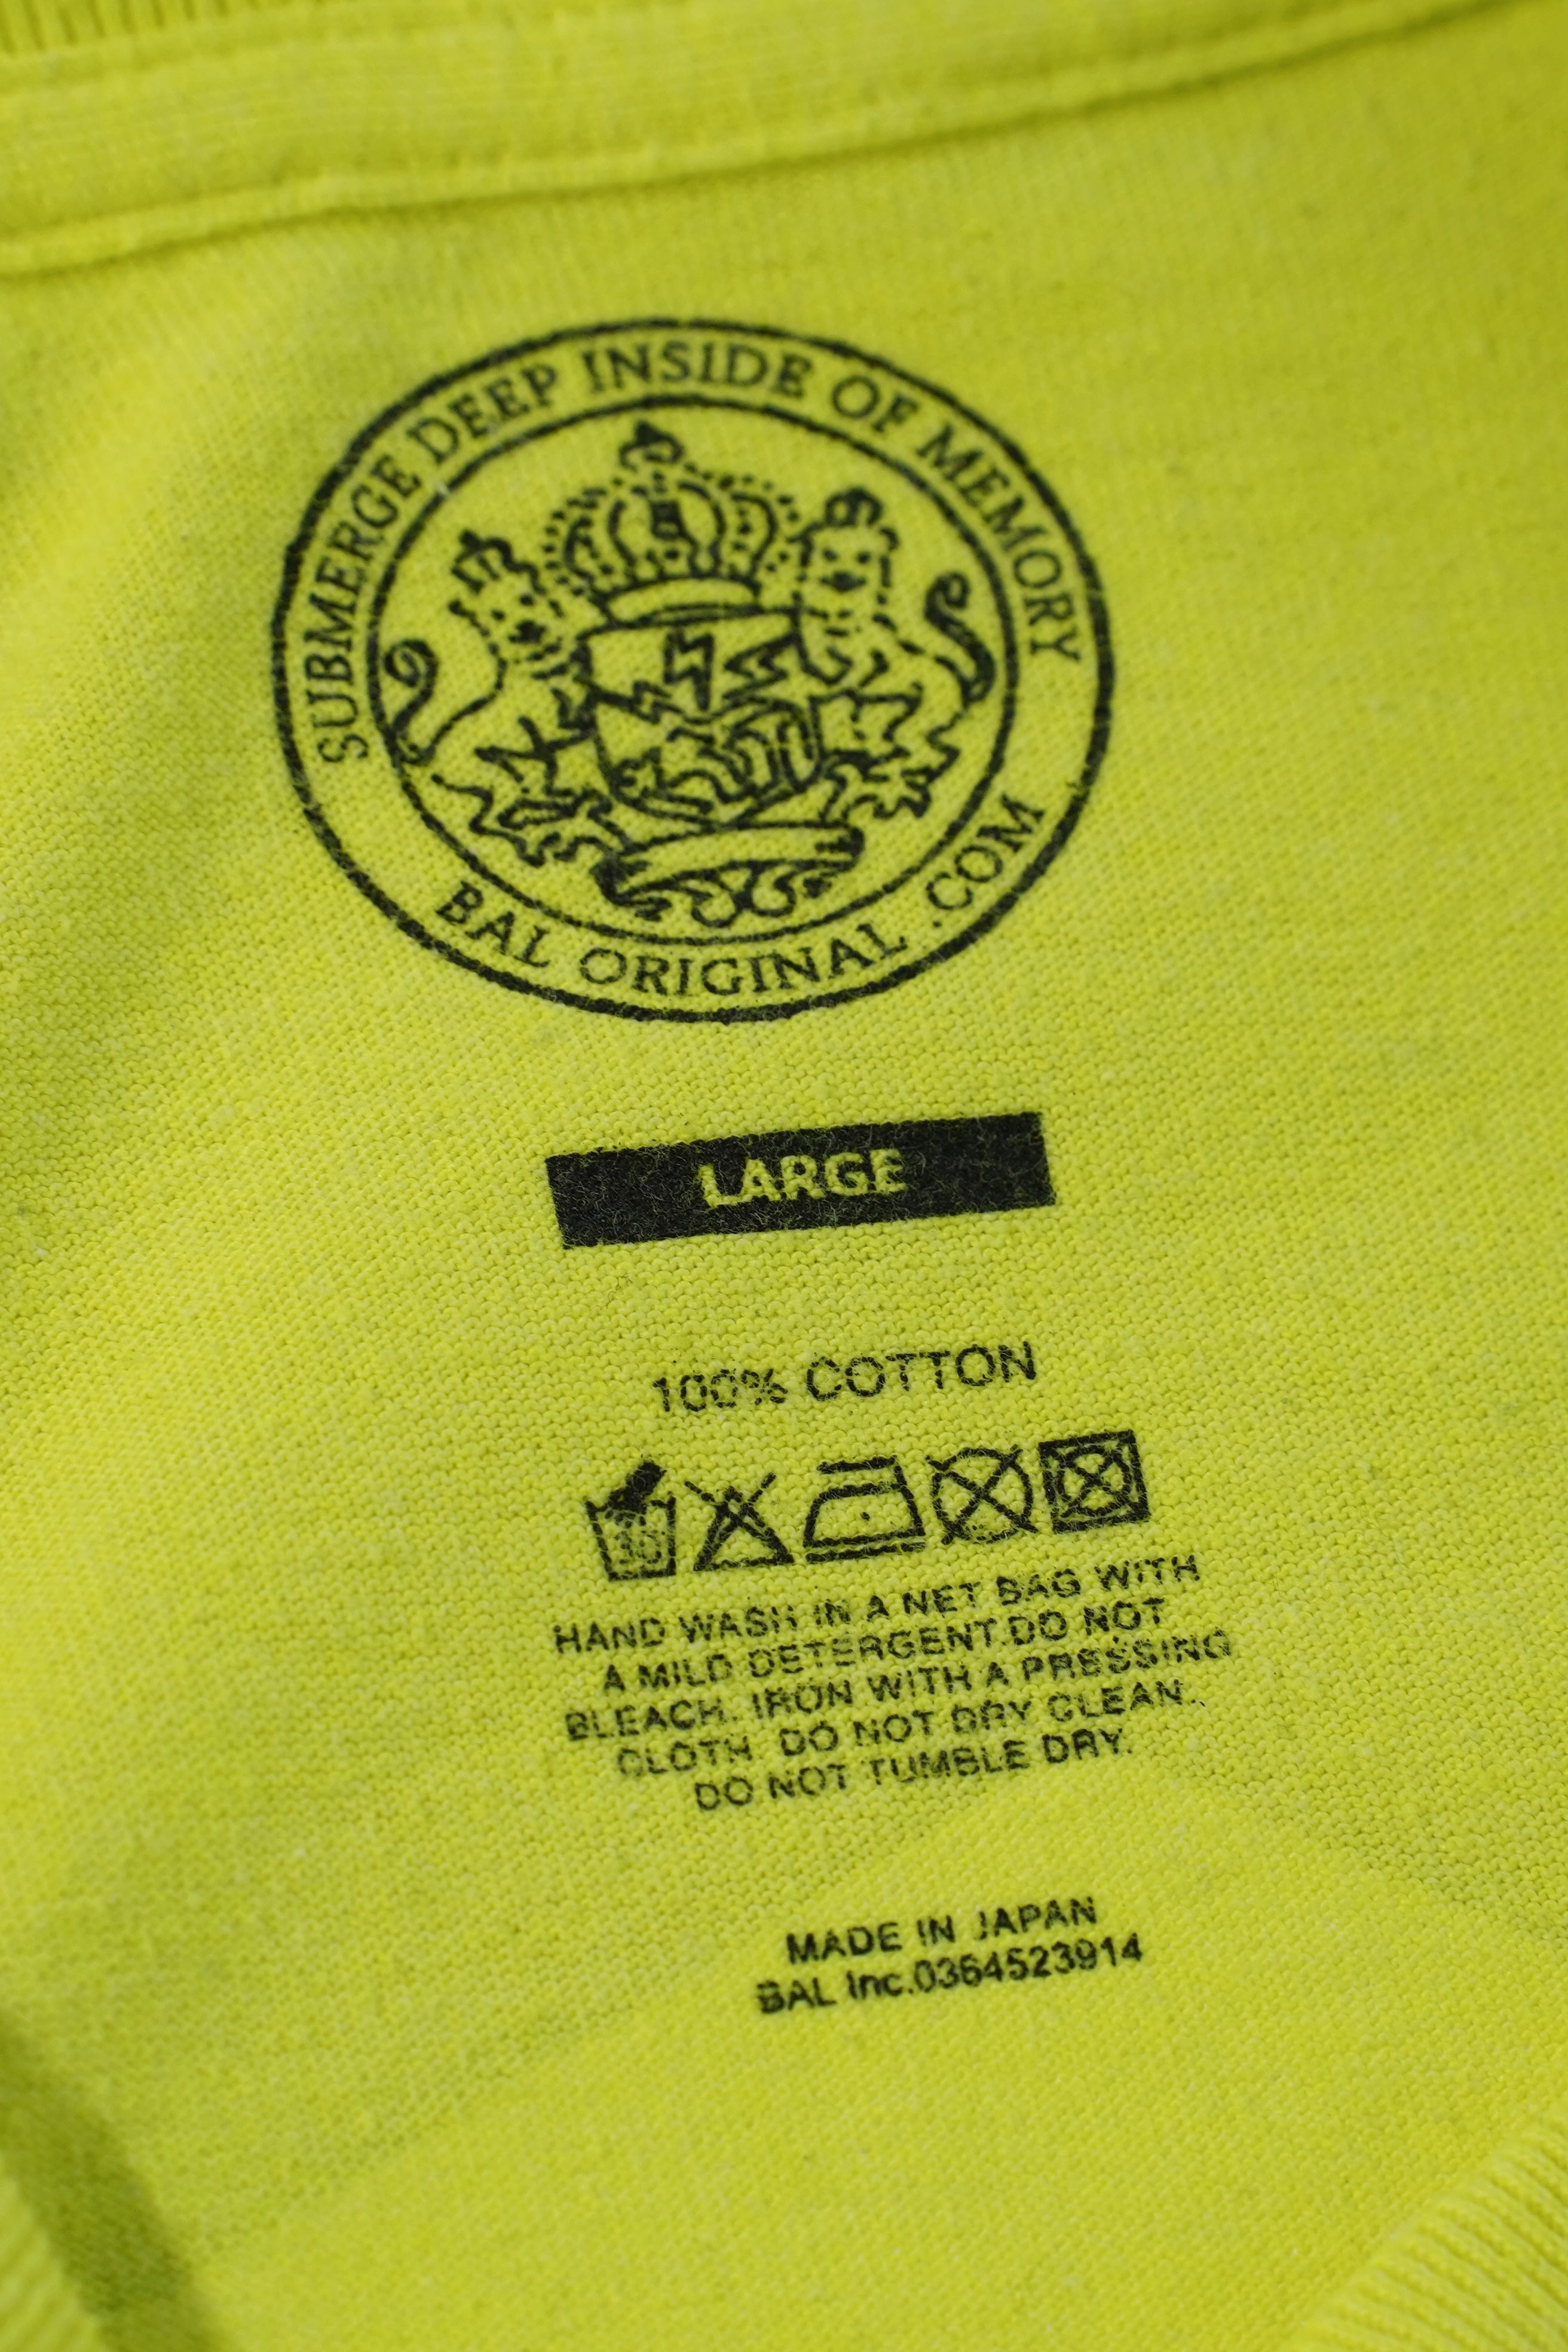 SUBMERGE DEEP INSIDE OF MEMORY
BAL ORIGINAL .COM
LARGE
100% COTTON
30
HAND WASH IN A NET BAG WITH
A MILD DETERGENT.DO NOT
BLEACH. IRON WITH A PRESSING
CLOTH. DO NOT DRY CLEAN.
DO NOT TUMBLE DRY.
MADE IN JAPAN
BAL Inc.0364523914